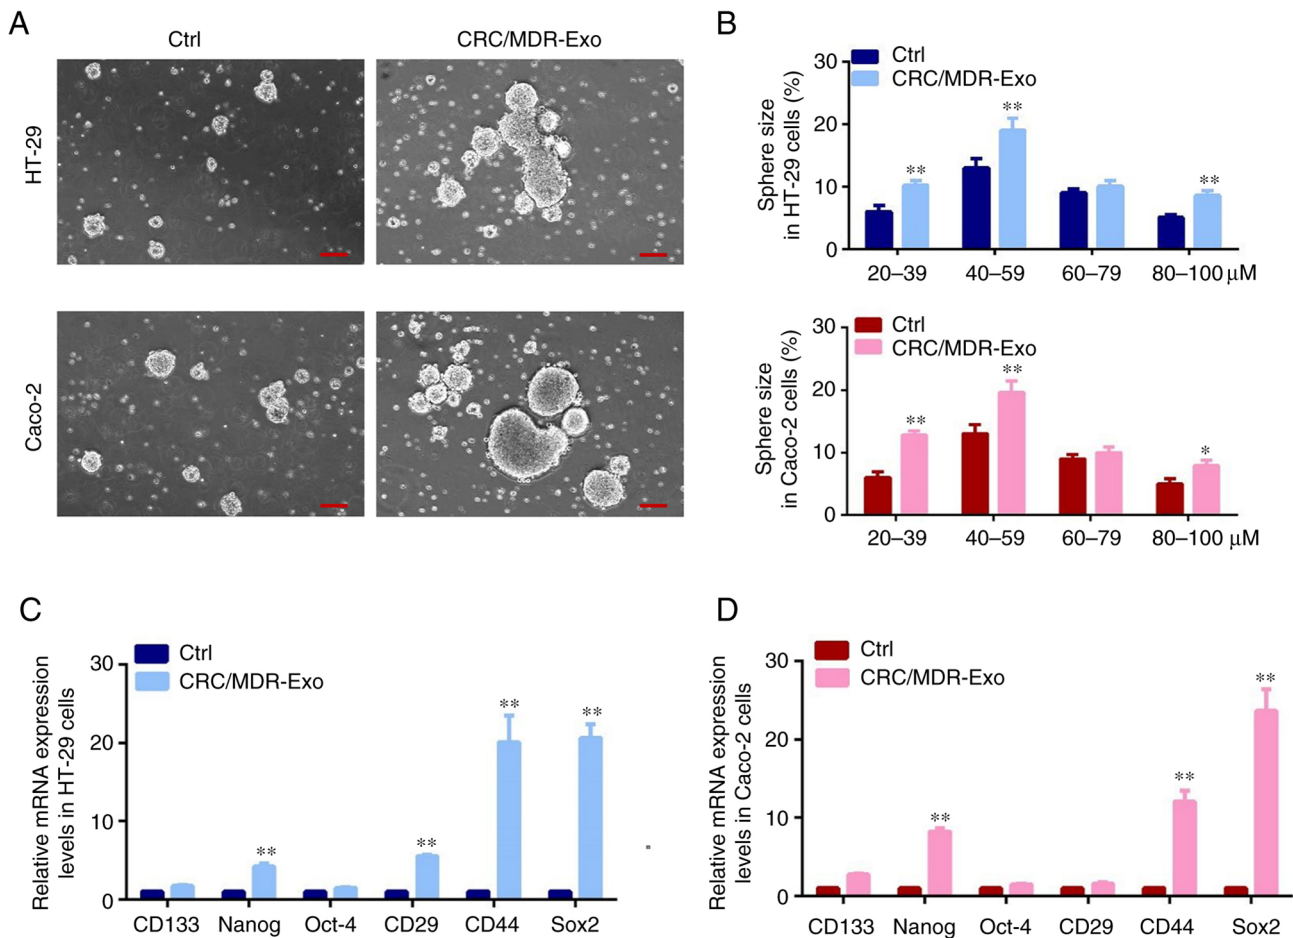 A
Ctrl
CRC/MDR-Exo
HT-29
Caco-2
B
Ctrl
CRC/MDR-Exo
Sphere size
in HT-29 cells (%)
30
20
10
0
**
**
**
20–39
40–59
60–79
80–100 μM
Ctrl
CRC/MDR-Exo
Sphere size
in Caco-2 cells (%)
30
20
10
0
**
**
*
20–39
40–59
60–79
80–100 μM
C
Ctrl
CRC/MDR-Exo
Relative mRNA expression
levels in HT-29 cells
30
20
10
0
**
**
**
**
CD133
Nanog
Oct-4
CD29
CD44
Sox2
D
Ctrl
CRC/MDR-Exo
Relative mRNA expression
levels in Caco-2 cells
30
20
10
0
**
**
**
CD133
Nanog
Oct-4
CD29
CD44
Sox2